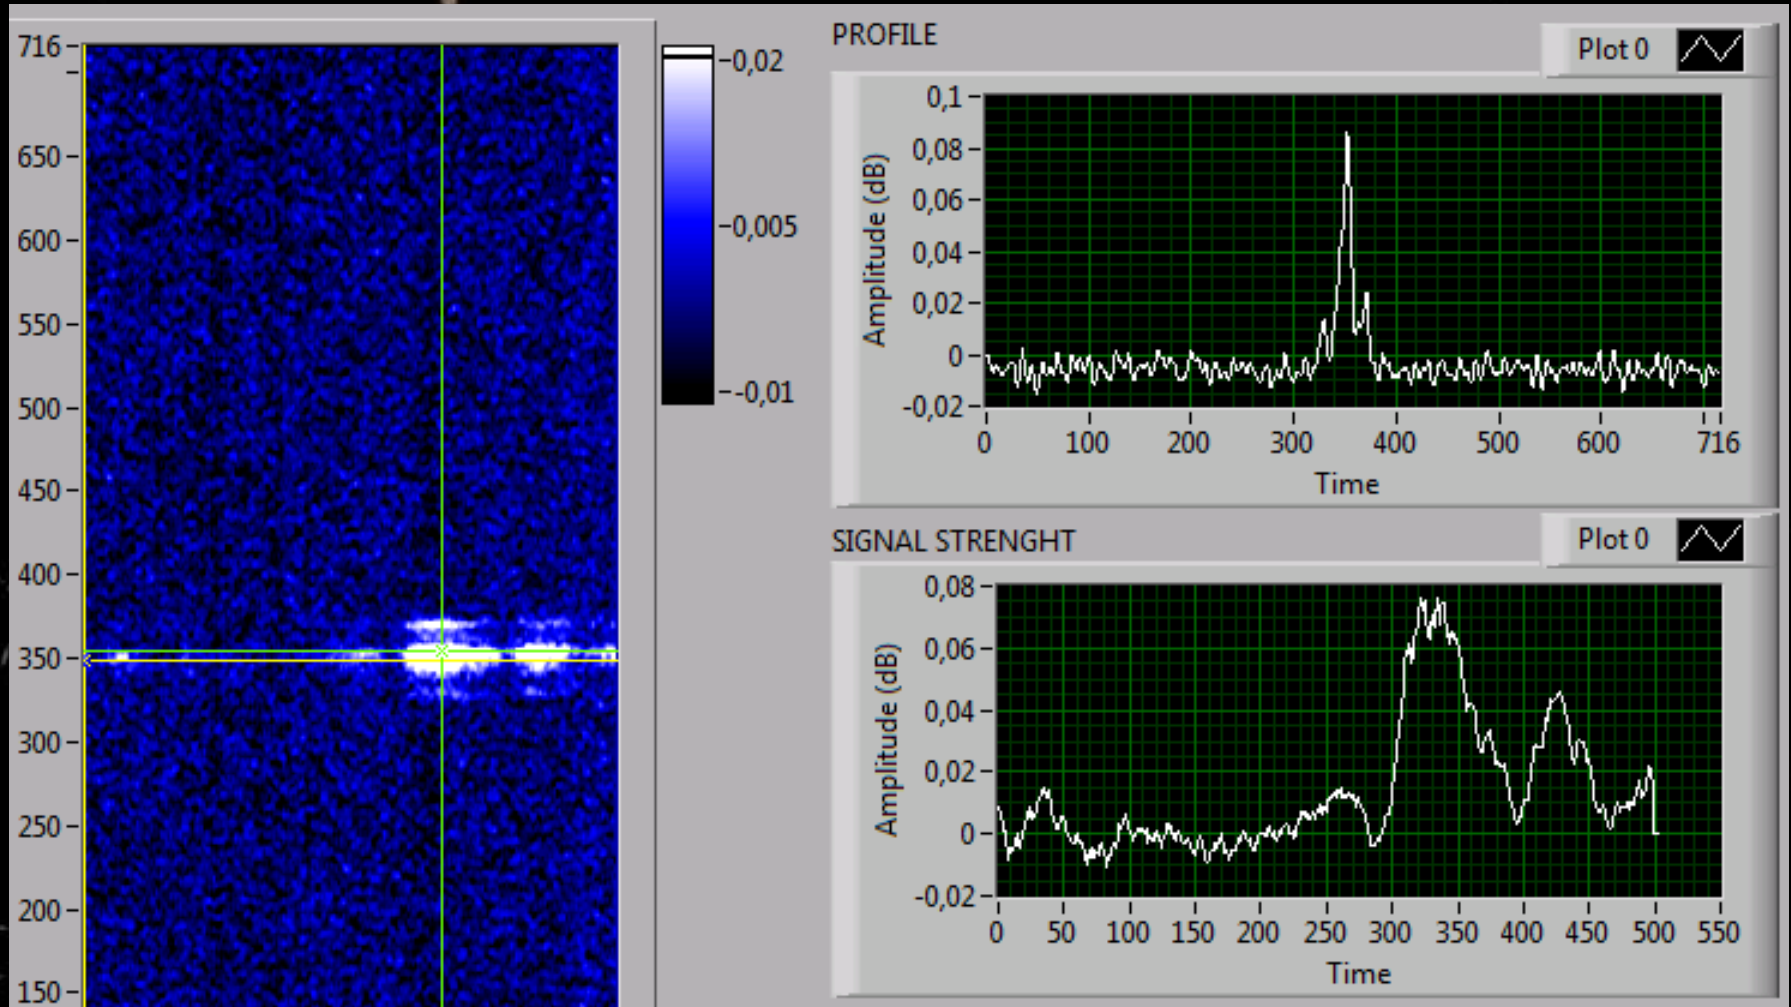 716
650
600
550
500
450
400
350
300
250
200
150
0,02
0,005
-0,01
PROFILE
Plot 0
Amplitude (dB)
0,1
0,08
0,06
0,04
0,02
0
-0,02
0 100 200 300 400 500 600 716
Time
SIGNAL STRENGHT
Plot 0
Amplitude (dB)
0,08
0,06
0,04
0,02
0
-0,02
0 50 100 150 200 250 300 350 400 450 500 550
Time